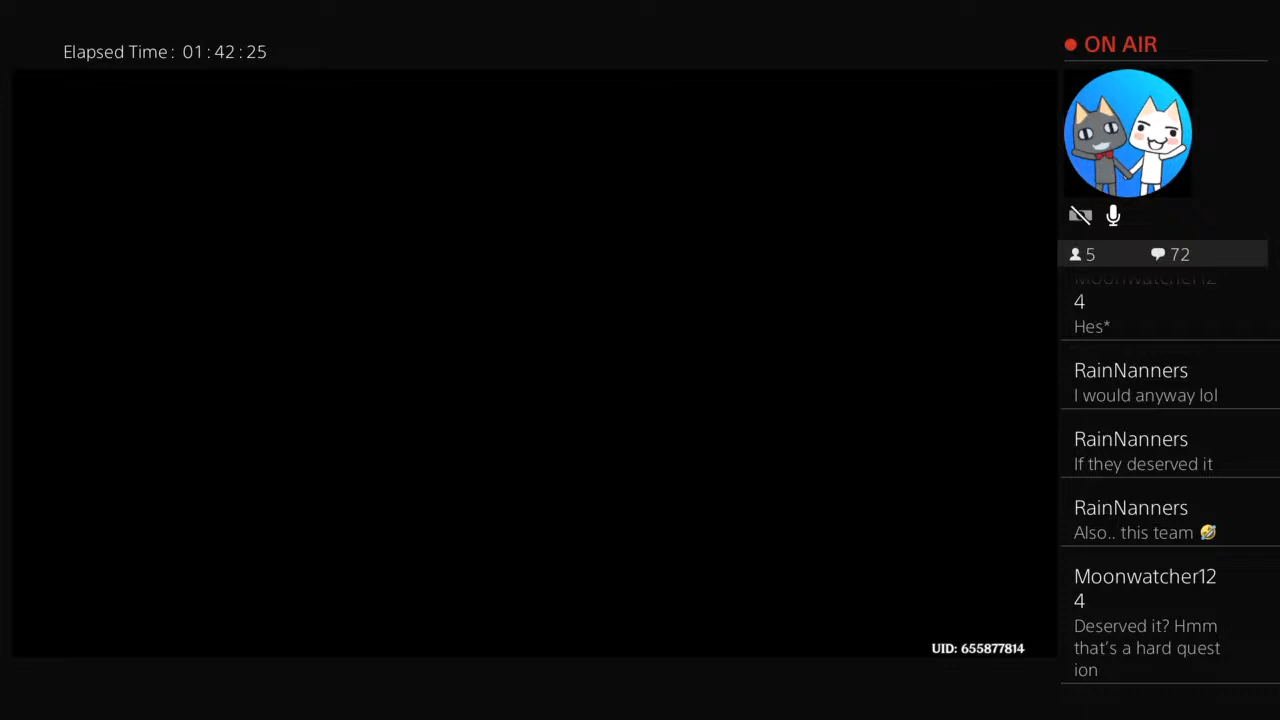 Elapsed Time: 01:42:25
ON AIR
5 72
4
Hes*
RainNanners
I would anyway lol
RainNanners
If they deserved it
RainNanners
Also.. this team 🤣
Moonwatcher12
4
Deserved it? Hmm
that's a hard quest
ion
UID: 655877814